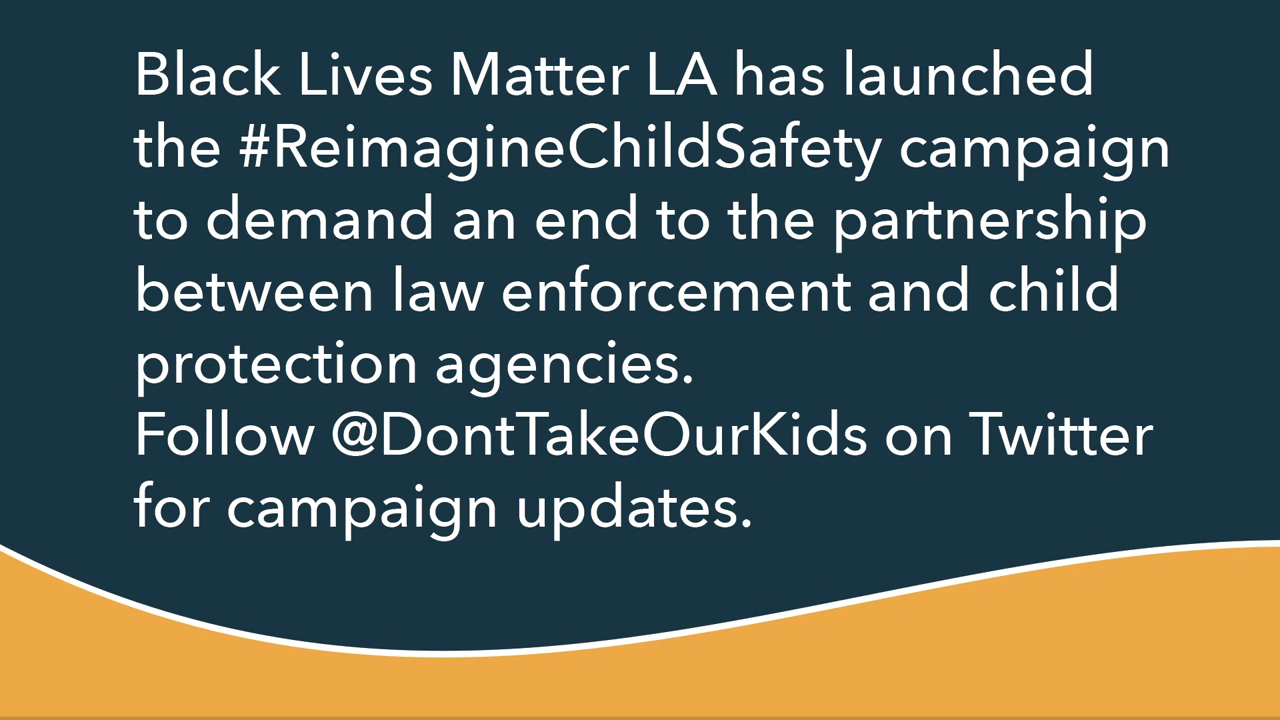 Black Lives Matter LA has launched
the #ReimagineChildSafety campaign
to demand an end to the partnership
between law enforcement and child
protection agencies.
Follow @DontTakeOurKids on Twitter
for campaign updates.